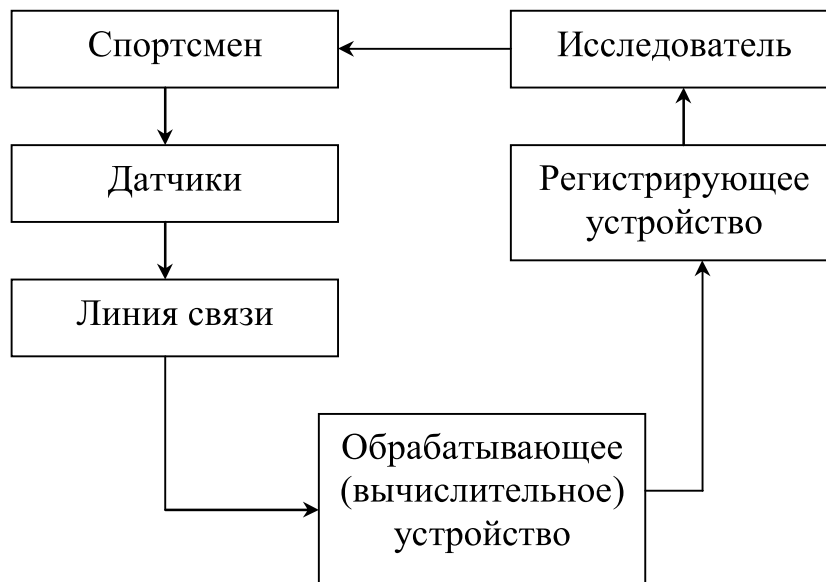 Спортсмен
Исследователь
Датчики
Регистрирующее
устройство
Линия связи
Обрабатывающее
(вычислительное)
устройство